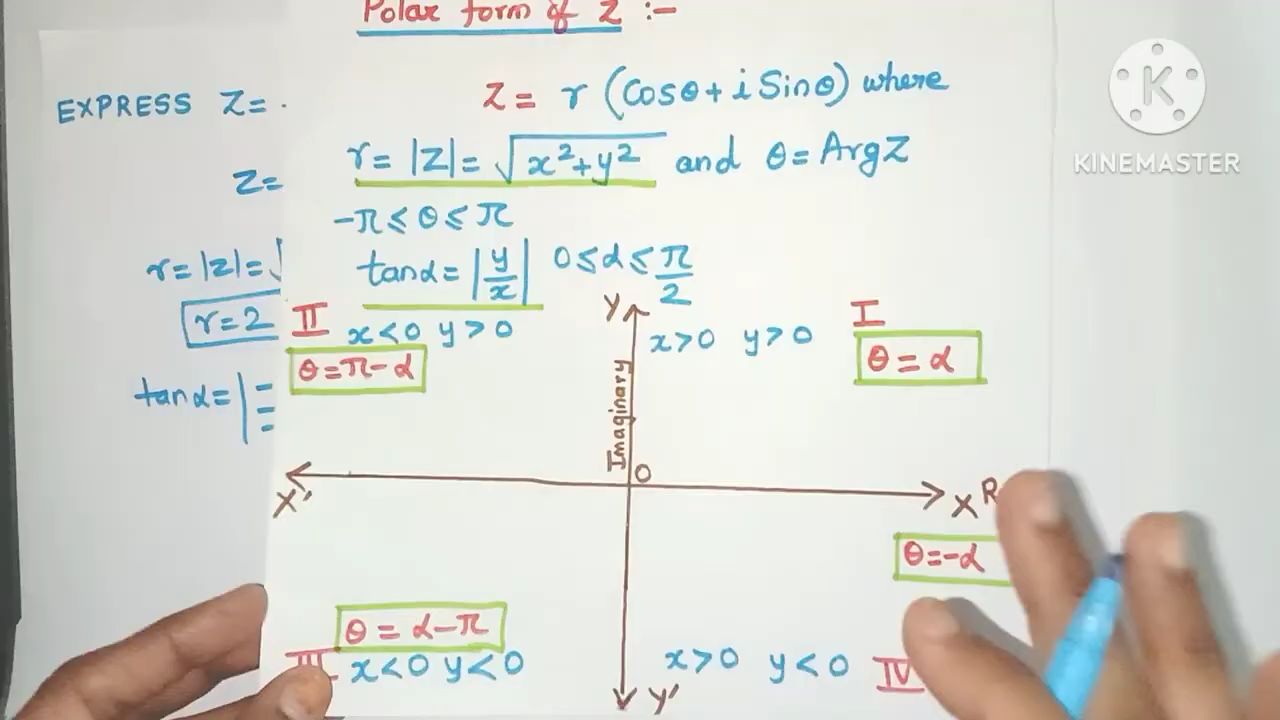 Polar form of Z :-
EXPRESS Z=
Z= r (Cosθ+ i Sinθ) where
Z=
r= |Z|= √x²+y² and θ= Arg Z
-π ≤ θ ≤ π
r= |Z|= √
tanα= |y/x| 0≤α≤ π/2
r=2
II
x<0 y>0
θ=π-α
Y
x>0 y>0
I
θ= α
tanα= |
Imaginary
O
X'
X R
θ=-α
θ= α-π
III x<0 y<0
x>0 y<0 IV
Y'
K
KINEMASTER